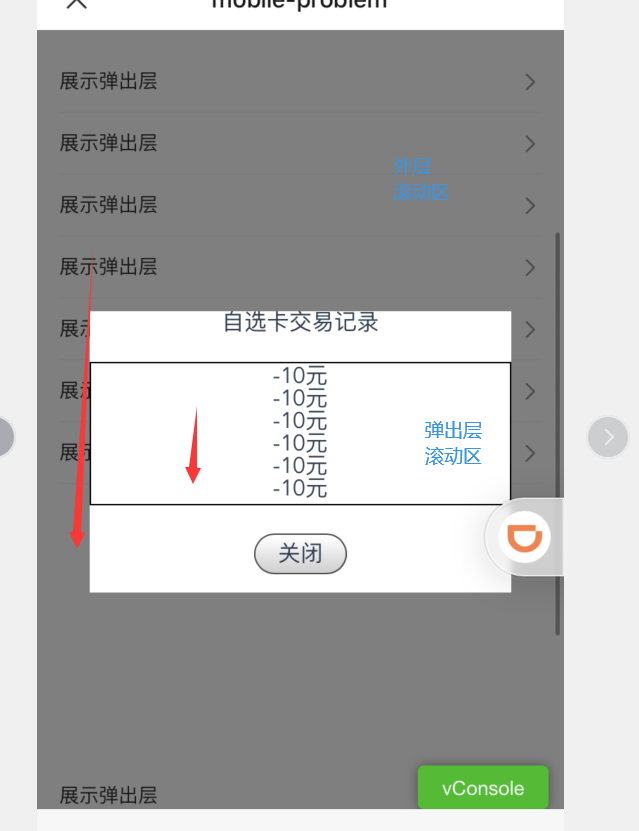 mobile-problem
展示弹出层
展示弹出层
外层
滚动区
展示弹出层
展示弹出层
展
自选卡交易记录
展
-10元
-10元
-10元
弹出层
-10元
展
滚动区
-10元
-10元
关闭
展示弹出层
vConsole